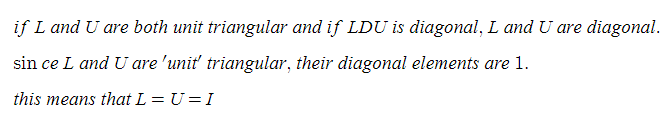 if L and U are both unit triangular and if LDU is diagonal, L and U are diagonal.
sin ce L and U are 'unit' triangular, their diagonal elements are 1.
this means that L = U = I